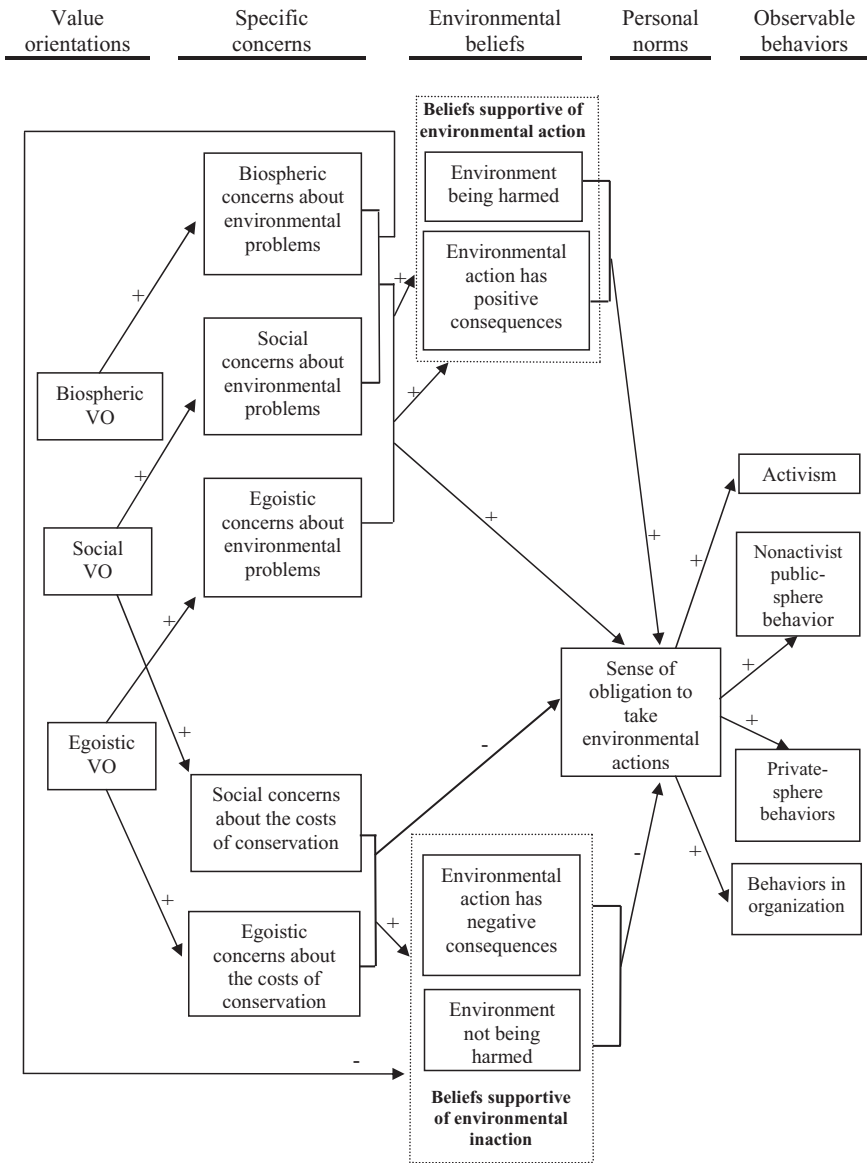 Value
orientations
Specific
concerns
Environmental
beliefs
Personal
norms
Observable
behaviors
Beliefs supportive of
environmental action
Biospheric
concerns about
environmental
problems
Environment
being harmed
Environmental
action has
positive
consequences
+
+
+
Social
concerns about
environmental
problems
Biospheric
VO
+
Egoistic
concerns about
environmental
problems
Activism
+
+
+
+
Social
VO
Nonactivist
public-
sphere
behavior
+
Sense of
obligation to
take
environmental
actions
+
+
Egoistic
VO
+
-
Private-
sphere
behaviors
Social concerns
about the costs
of conservation
-
+
Environmental
action has
negative
consequences
Behaviors in
organization
+
+
Egoistic
concerns about
the costs of
conservation
Environment
not being
harmed
-
Beliefs supportive
of environmental
inaction